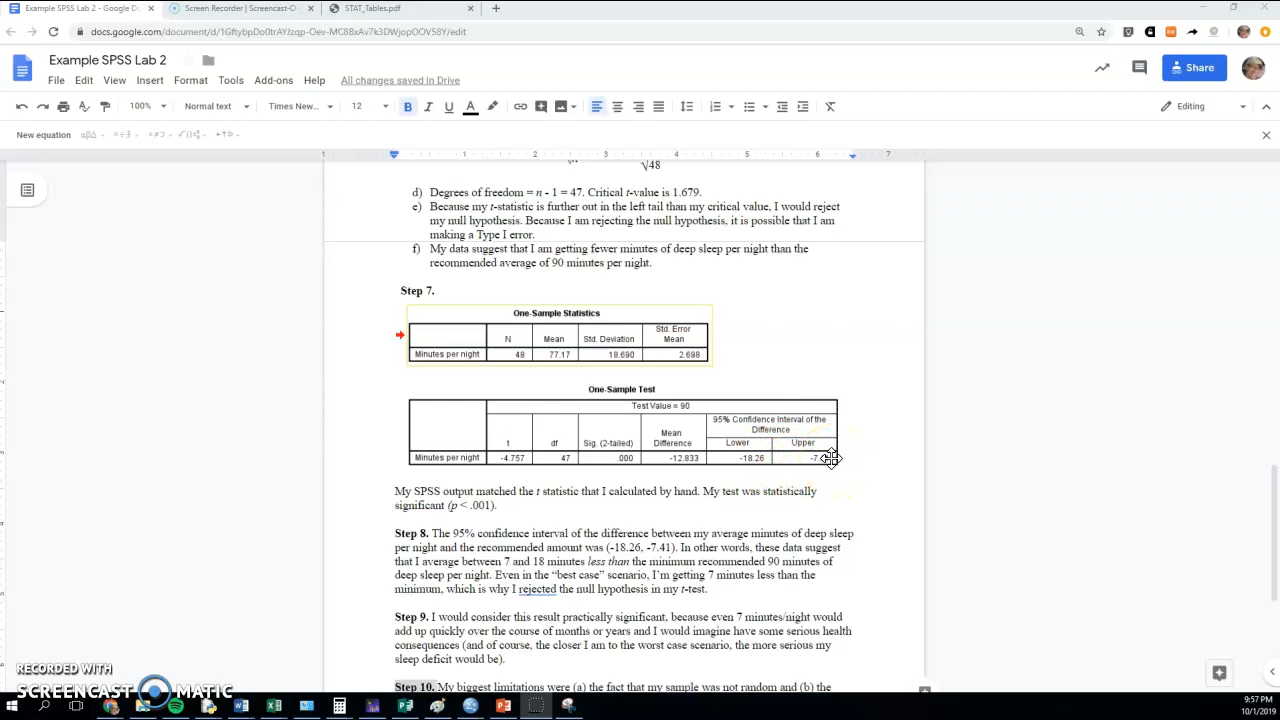 Example SPSS Lab 2 - Google D
Screen Recorder | Screencast-O
STAT_Tables.pdf
docs.google.com/document/d/1GftybpDo0trAYJzqp-Oev-MC88xAv7k3DWjopOOV58Y/edit
Example SPSS Lab 2
File Edit View Insert Format Tools Add-ons Help All changes saved in Drive
Share
100% Normal text Times New... 12 B I U A Editing
New equation
1 1 2 3 4 5 6 7
√48
d) Degrees of freedom = n - 1 = 47. Critical t-value is 1.679.
e) Because my t-statistic is further out in the left tail than my critical value, I would reject
my null hypothesis. Because I am rejecting the null hypothesis, it is possible that I am
making a Type I error.
f) My data suggest that I am getting fewer minutes of deep sleep per night than the
recommended average of 90 minutes per night.
Step 7.
One-Sample Statistics
N Mean Std. Deviation Std. Error Mean
Minutes per night 48 77.17 18.690 2.698
One-Sample Test
Test Value = 90
95% Confidence Interval of the Difference
t df Sig. (2-tailed) Mean Difference Lower Upper
Minutes per night -4.757 47 .000 -12.833 -18.26 -7
My SPSS output matched the t statistic that I calculated by hand. My test was statistically
significant (p < .001).
Step 8. The 95% confidence interval of the difference between my average minutes of deep sleep
per night and the recommended amount was (-18.26, -7.41). In other words, these data suggest
that I average between 7 and 18 minutes less than the minimum recommended 90 minutes of
deep sleep per night. Even in the “best case” scenario, I’m getting 7 minutes less than the
minimum, which is why I rejected the null hypothesis in my t-test.
Step 9. I would consider this result practically significant, because even 7 minutes/night would
add up quickly over the course of months or years and I would imagine have some serious health
consequences (and of course, the closer I am to the worst case scenario, the more serious my
sleep deficit would be).
Step 10. My biggest limitations were (a) the fact that my sample was not random and (b) the
RECORDED WITH
SCREENCAST MATIC
9:57 PM
10/1/2019